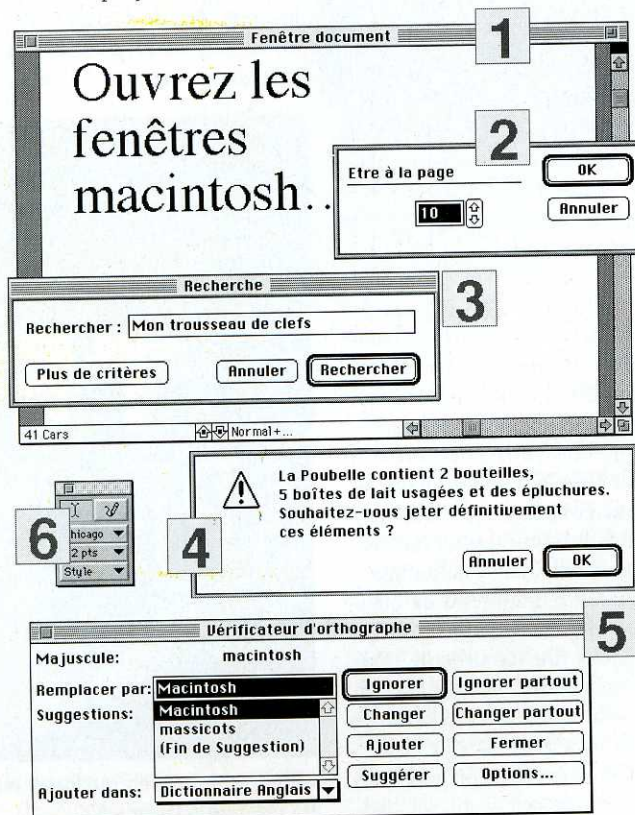 Fenêtre document
1
Ouvrez les
fenêtres
macintosh..
2
Etre à la page
10
OK
Annuler
Recherche
3
Rechercher : Mon trousseau de clefs
Plus de critères
Annuler
Rechercher
41 Cars
Normal+...
6
hicago
2 pts
Style
4
La Poubelle contient 2 bouteilles,
5 boîtes de lait usagées et des épluchures.
Souhaitez-vous jeter définitivement
ces éléments ?
Annuler
OK
Vérificateur d'orthographe
5
Majuscule: macintosh
Remplacer par: Macintosh
Suggestions: Macintosh
massicots
(Fin de Suggestion)
Ajouter dans: Dictionnaire Anglais
Ignorer
Ignorer partout
Changer
Changer partout
Ajouter
Fermer
Suggérer
Options...